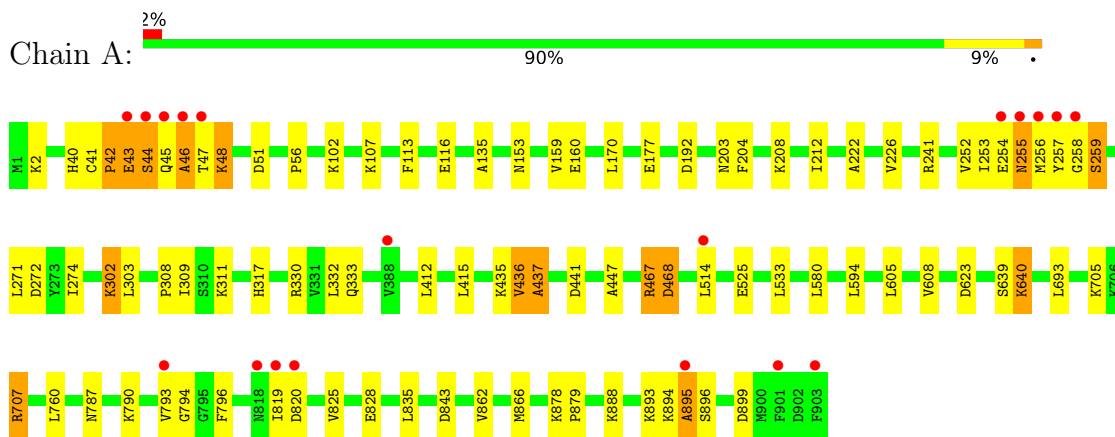 2%
Chain A:
90% 9% •
M1 K2 H40 C41 P42 E43 S44 Q45 A46 T47 K48 D51 P56 K102 K107 F113 E116 A135 N153 V159 E160 L170 E177 D192 N203 F204 K208 I212 A222 V226 R241 V252 I253 E254 N255 M256 Y257 G258 S259
L271 D272 Y273 I274 K302 L303 P308 I309 S310 K311 H317 R330 V331 L332 Q333 V388 L412 L415 K435 V436 A437 D441 A447 R467 D468 L514 E525 L533 L580 L594 L605 V608 D623 S639 K640 L693 K705 K706
R707 L760 N787 K790 V793 G794 G795 F796 N818 I819 D820 V825 E828 L835 D843 V862 M866 K878 P879 K888 K893 K894 A895 S896 D899 M900 F901 D902 F903